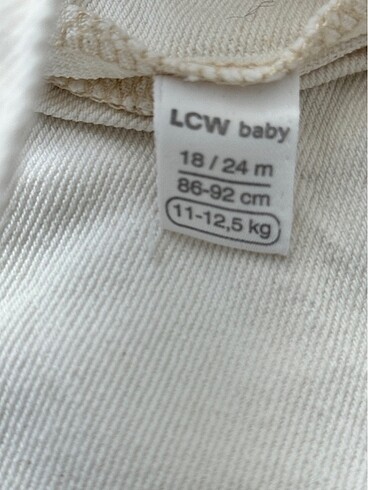 LCW baby
18 / 24 m
86-92 cm
11-12,5 kg